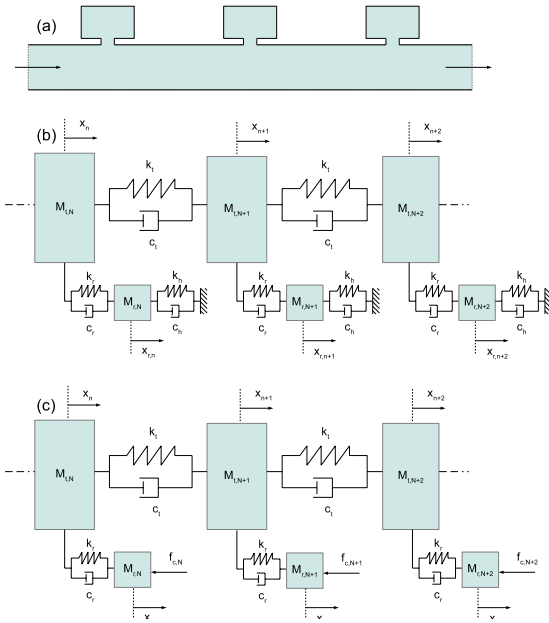 (a)
(b)
x_n x_{n+1} x_{n+2}
k_t k_t
M_{t,N} M_{t,N+1} M_{t,N+2}
c_t c_t
k_r k_h k_r k_h k_r k_h
M_{r,N} M_{r,N+1} M_{r,N+2}
c_r c_h c_r c_h c_r c_h
x_{r,n} x_{r,n+1} x_{r,n+2}
(c)
x_n x_{n+1} x_{n+2}
k_t k_t
M_{t,N} M_{t,N+1} M_{t,N+2}
c_t c_t
k_r f_{c,N} k_r f_{c,N+1} k_r f_{c,N+2}
M_{r,N} M_{r,N+1} M_{r,N+2}
c_r c_r c_r
x x x